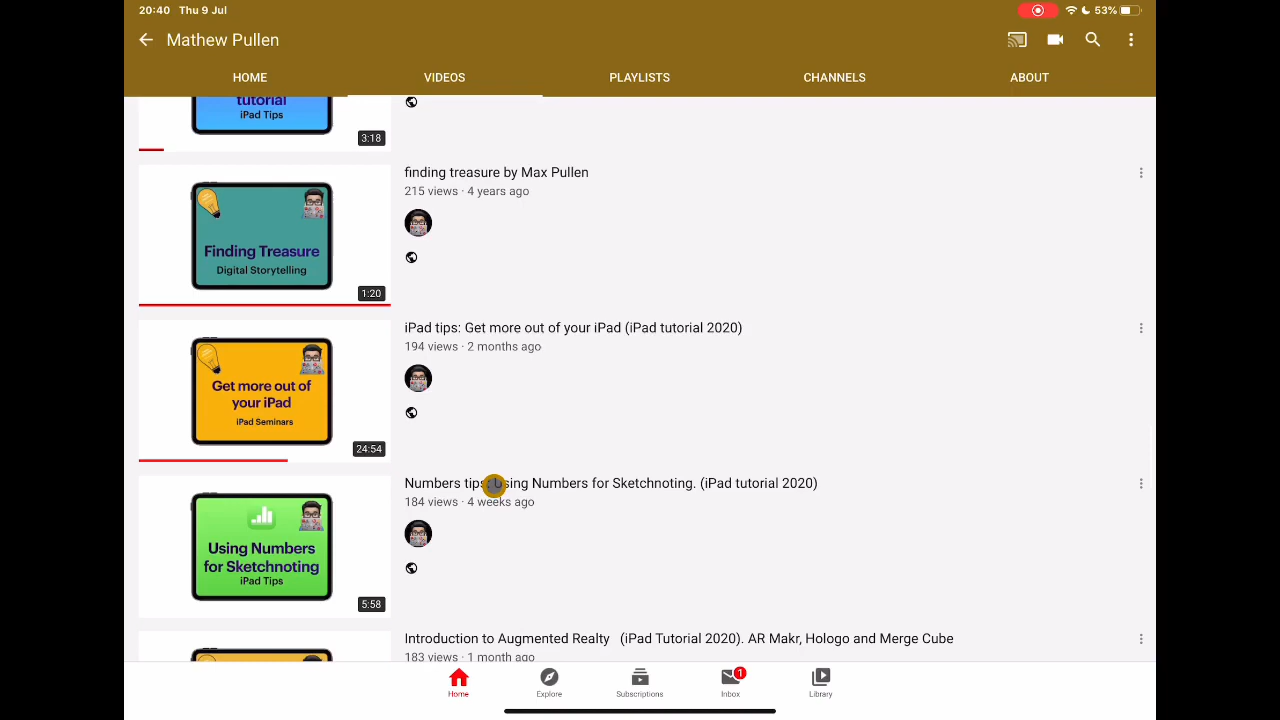 20:40 Thu 9 Jul
53%
Mathew Pullen
HOME VIDEOS PLAYLISTS CHANNELS ABOUT
tutorial
iPad Tips
3:18
finding treasure by Max Pullen
215 views · 4 years ago
Finding Treasure
Digital Storytelling
1:20
iPad tips: Get more out of your iPad (iPad tutorial 2020)
194 views · 2 months ago
Get more out of
your iPad
iPad Seminars
24:54
Numbers tips: Using Numbers for Sketchnoting. (iPad tutorial 2020)
184 views · 4 weeks ago
Using Numbers
for Sketchnoting
iPad Tips
5:58
Introduction to Augmented Realty (iPad Tutorial 2020). AR Makr, Hologo and Merge Cube
183 views · 1 month ago
1
Home Explore Subscriptions Inbox Library